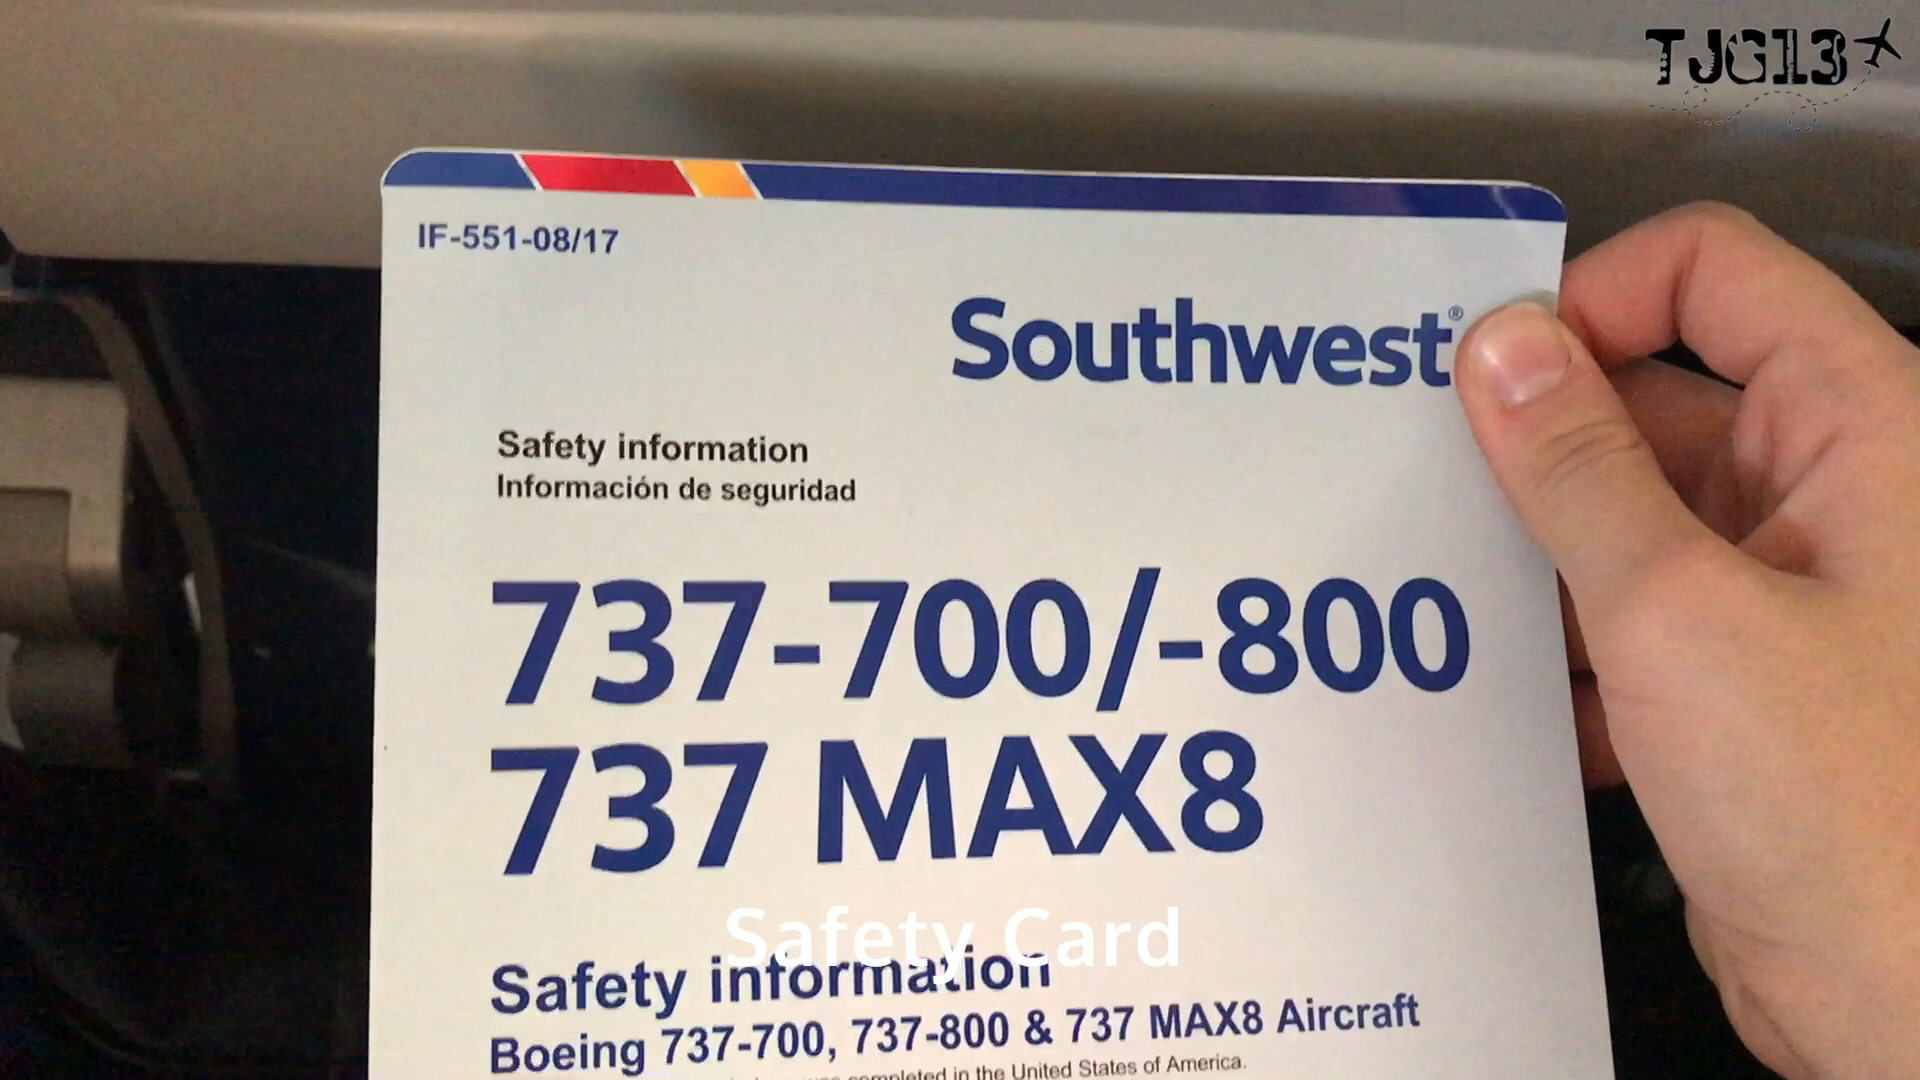 TJG13
IF-551-08/17
Southwest®
Safety information
Información de seguridad
737-700/-800
737 MAX8
Safety Card
Safety information
Boeing 737-700, 737-800 & 737 MAX8 Aircraft
completed in the United States of America.